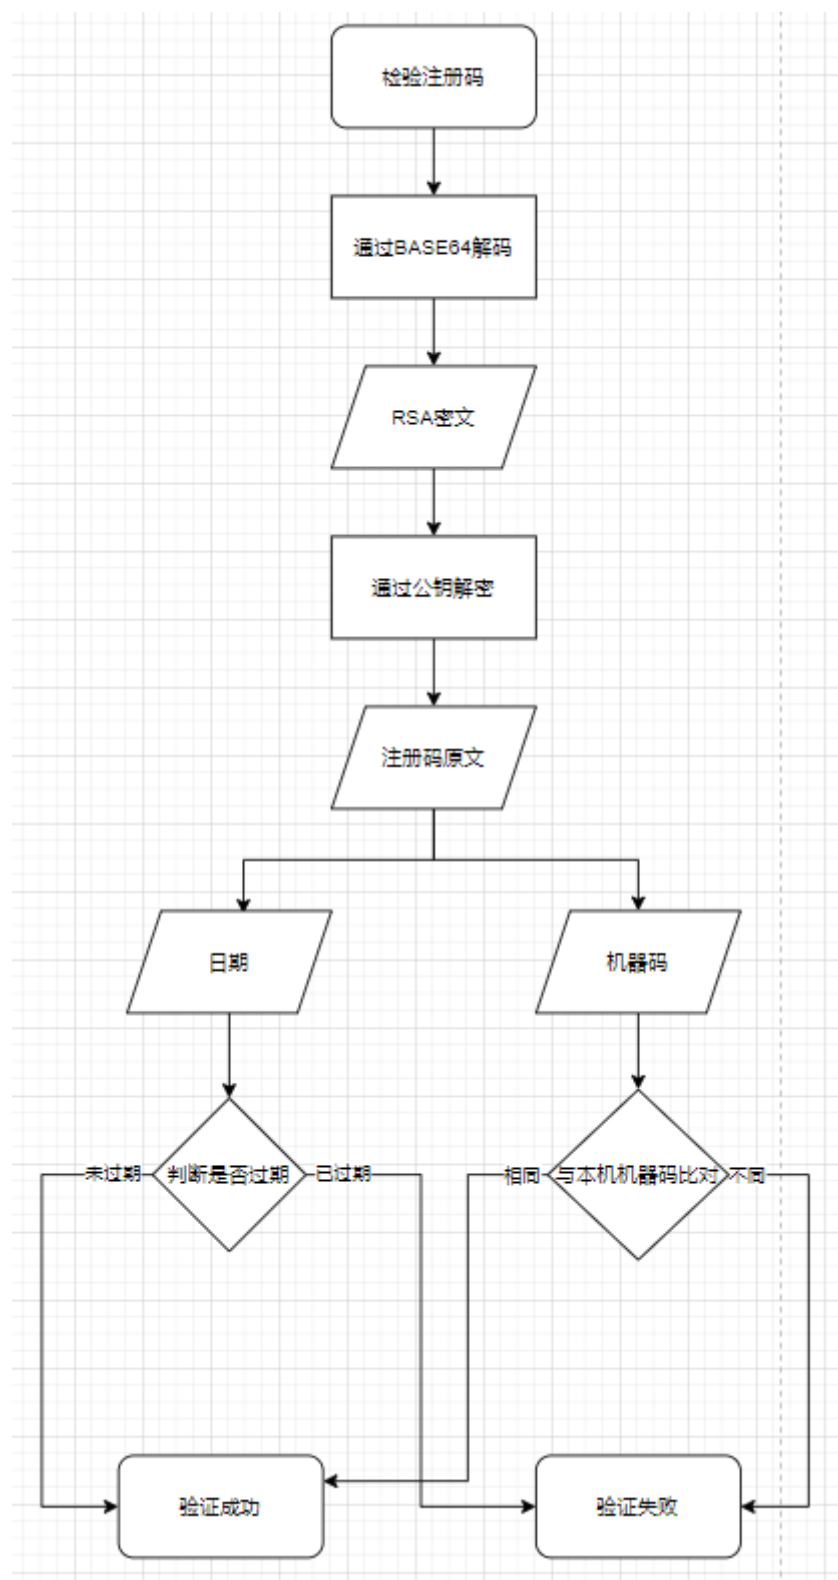 检验注册码
通过BASE64解码
RSA密文
通过公钥解密
注册码原文
日期
机器码
未过期
判断是否过期
已过期
相同
与本机机器码比对
不同
验证成功
验证失败